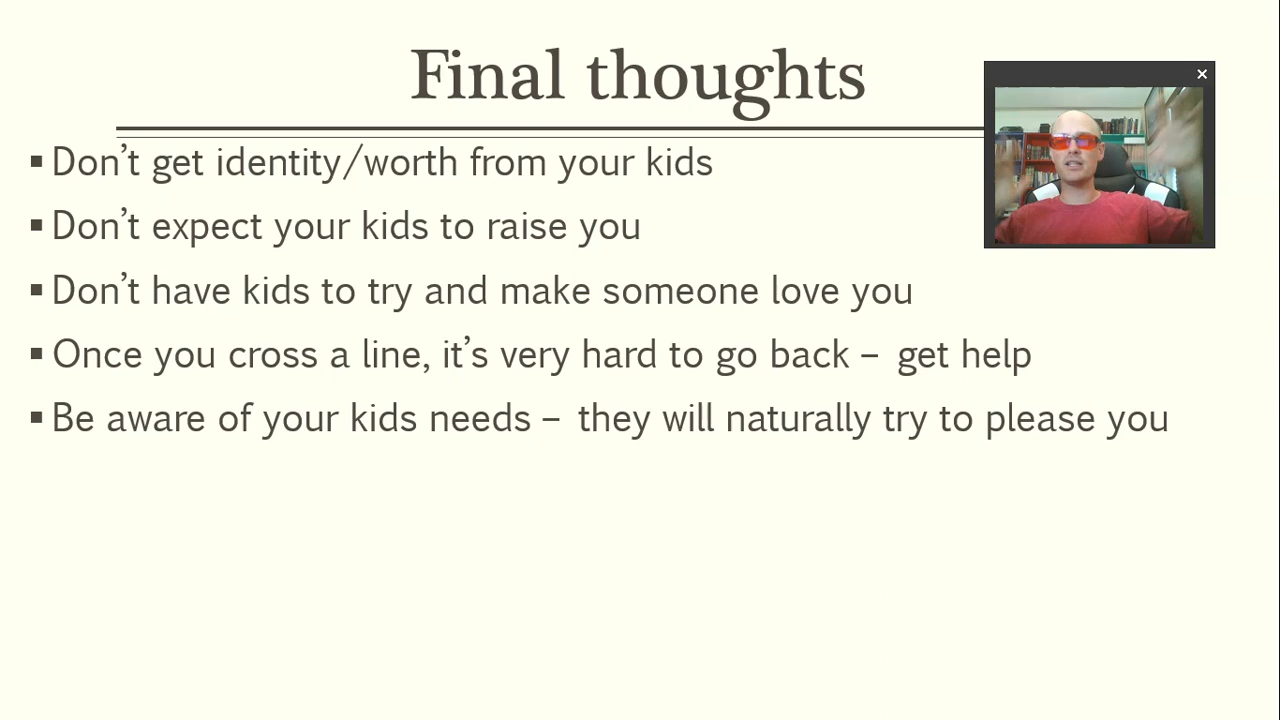 Final thoughts
▪ Don’t get identity/worth from your kids
▪ Don’t expect your kids to raise you
▪ Don’t have kids to try and make someone love you
▪ Once you cross a line, it’s very hard to go back – get help
▪ Be aware of your kids needs – they will naturally try to please you